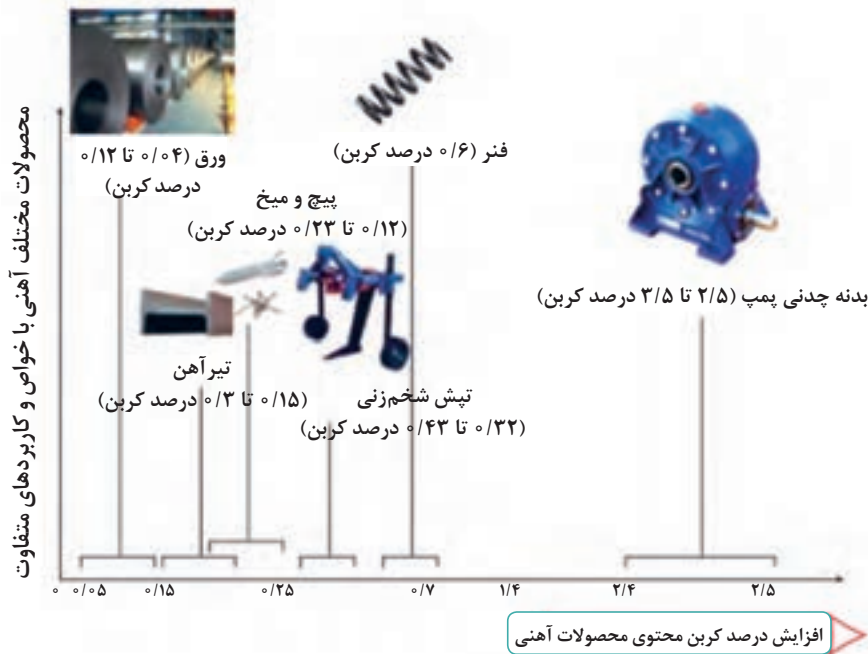 محصولات مختلف آهنی با خواص و کاربردهای متفاوت
ورق (۰/۰۴ تا ۰/۱۲
درصد کربن)
فنر (۰/۶ درصد کربن)
پیچ و میخ
(۰/۱۲ تا ۰/۲۳ درصد کربن)
بدنه چدنی پمپ (۲/۵ تا ۳/۵ درصد کربن)
تیرآهن
(۰/۱۵ تا ۰/۳ درصد کربن)
تپش شخم‌زنی
(۰/۳۲ تا ۰/۴۳ درصد کربن)
۰ ۰/۰۵ ۰/۱۵ ۰/۲۵ ۰/۷ ۱/۴ ۲/۴ ۲/۵
افزایش درصد کربن محتوی محصولات آهنی